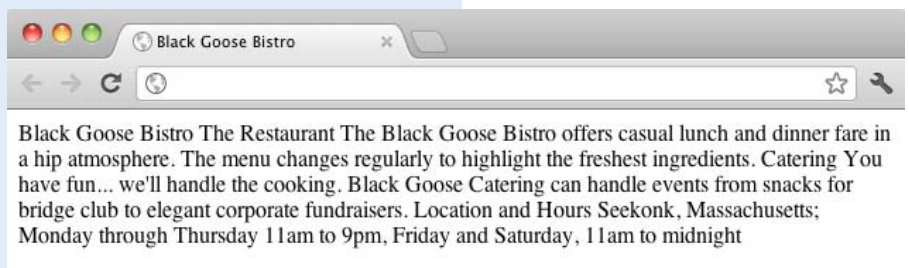 Black Goose Bistro
Black Goose Bistro The Restaurant The Black Goose Bistro offers casual lunch and dinner fare in
a hip atmosphere. The menu changes regularly to highlight the freshest ingredients. Catering You
have fun... we'll handle the cooking. Black Goose Catering can handle events from snacks for
bridge club to elegant corporate fundraisers. Location and Hours Seekonk, Massachusetts;
Monday through Thursday 11am to 9pm, Friday and Saturday, 11am to midnight